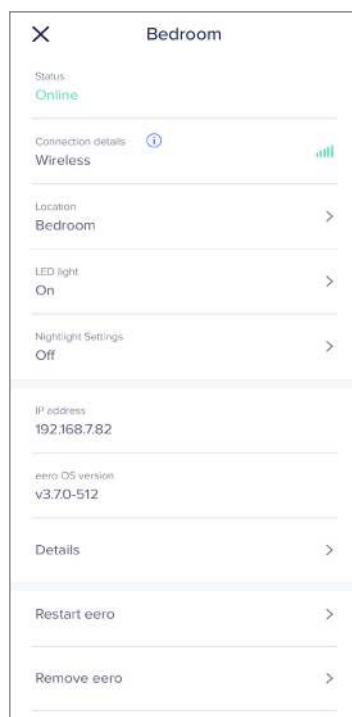 Bedroom
Status
Online
Connection details
Wireless
Location
Bedroom
LED light
On
Nightlight Settings
Off
IP address
192.168.7.82
eero OS version
v3.7.0-512
Details
Restart eero
Remove eero